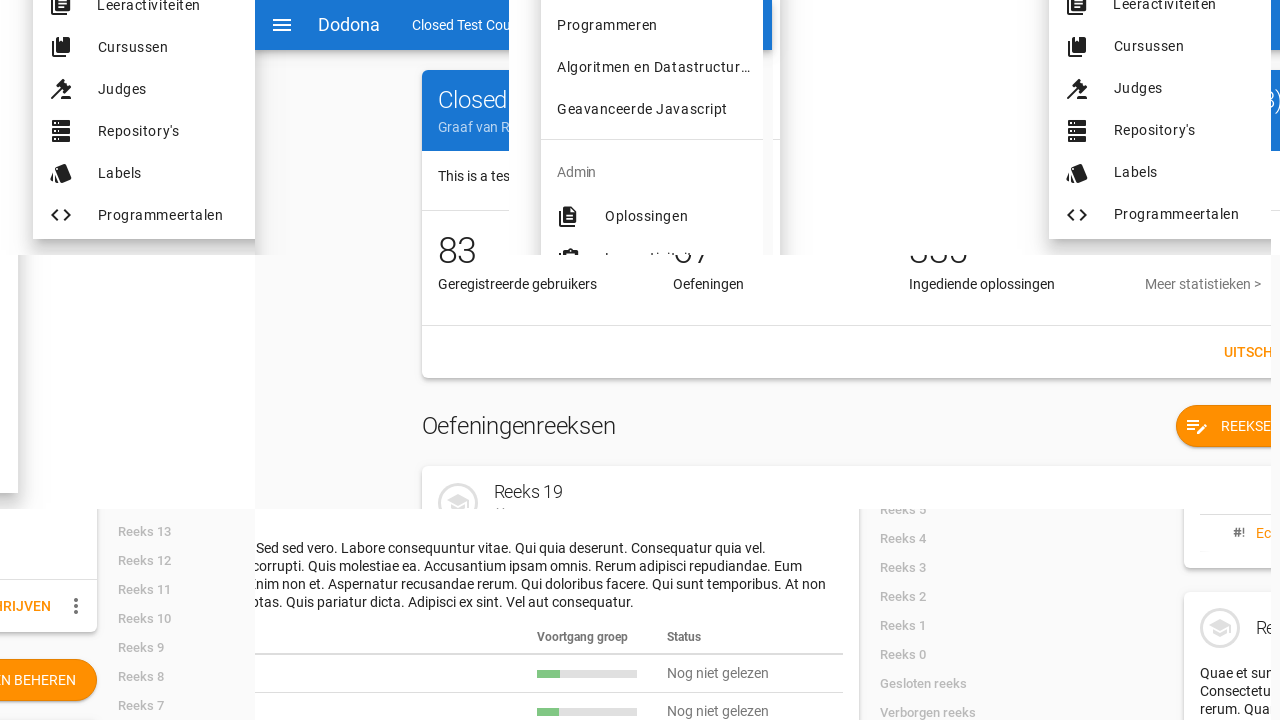 Leeractiviteiten
Cursussen
Judges
Repository's
Labels
Programmeertalen
Dodona
Closed Test Cou
Closed
Graaf van R
This is a tes
83
Geregistreerde gebruikers
Oefeningen
Ingediende oplossingen
Meer statistieken >
UITSCH
Oefeningenreeksen
REEKSE
Reeks 19
Programmeren
Algoritmen en Datastructur…
Geavanceerde Javascript
Admin
Oplossingen
Leeractiviteiten
Cursussen
Judges
Repository's
Labels
Programmeertalen
HRIJVEN
EN BEHEREN
Reeks 13
Reeks 12
Reeks 11
Reeks 10
Reeks 9
Reeks 8
Reeks 7
Sed sed vero. Labore consequuntur vitae. Qui quia deserunt. Consequatur quia vel.
corrupti. Quis molestiae ea. Accusantium ipsam omnis. Rerum adipisci repudiandae. Eum
Enim non et. Aspernatur recusandae rerum. Qui doloribus facere. Qui sunt temporibus. At non
ptas. Quis pariatur dicta. Adipisci ex sint. Vel aut consequatur.
Voortgang groep Status
Nog niet gelezen
Nog niet gelezen
Reeks 5
Reeks 4
Reeks 3
Reeks 2
Reeks 1
Reeks 0
Gesloten reeks
Verborgen reeks
#! Ec
Re
Quae et sun
Consectetu
rerum. Qua